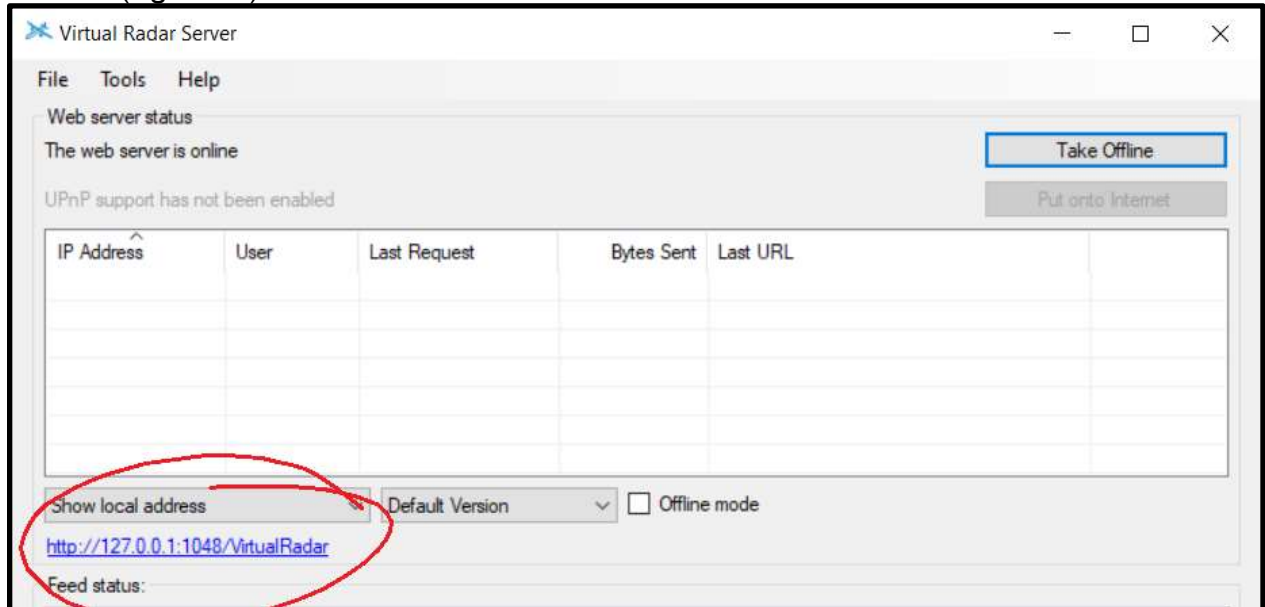 Virtual Radar Server
File Tools Help
Web server status
The web server is online
Take Offline
UPnP support has not been enabled
Put onto Internet
IP Address User Last Request Bytes Sent Last URL
Show local address Default Version Offline mode
http://127.0.0.1:1048/VirtualRadar
Feed status: